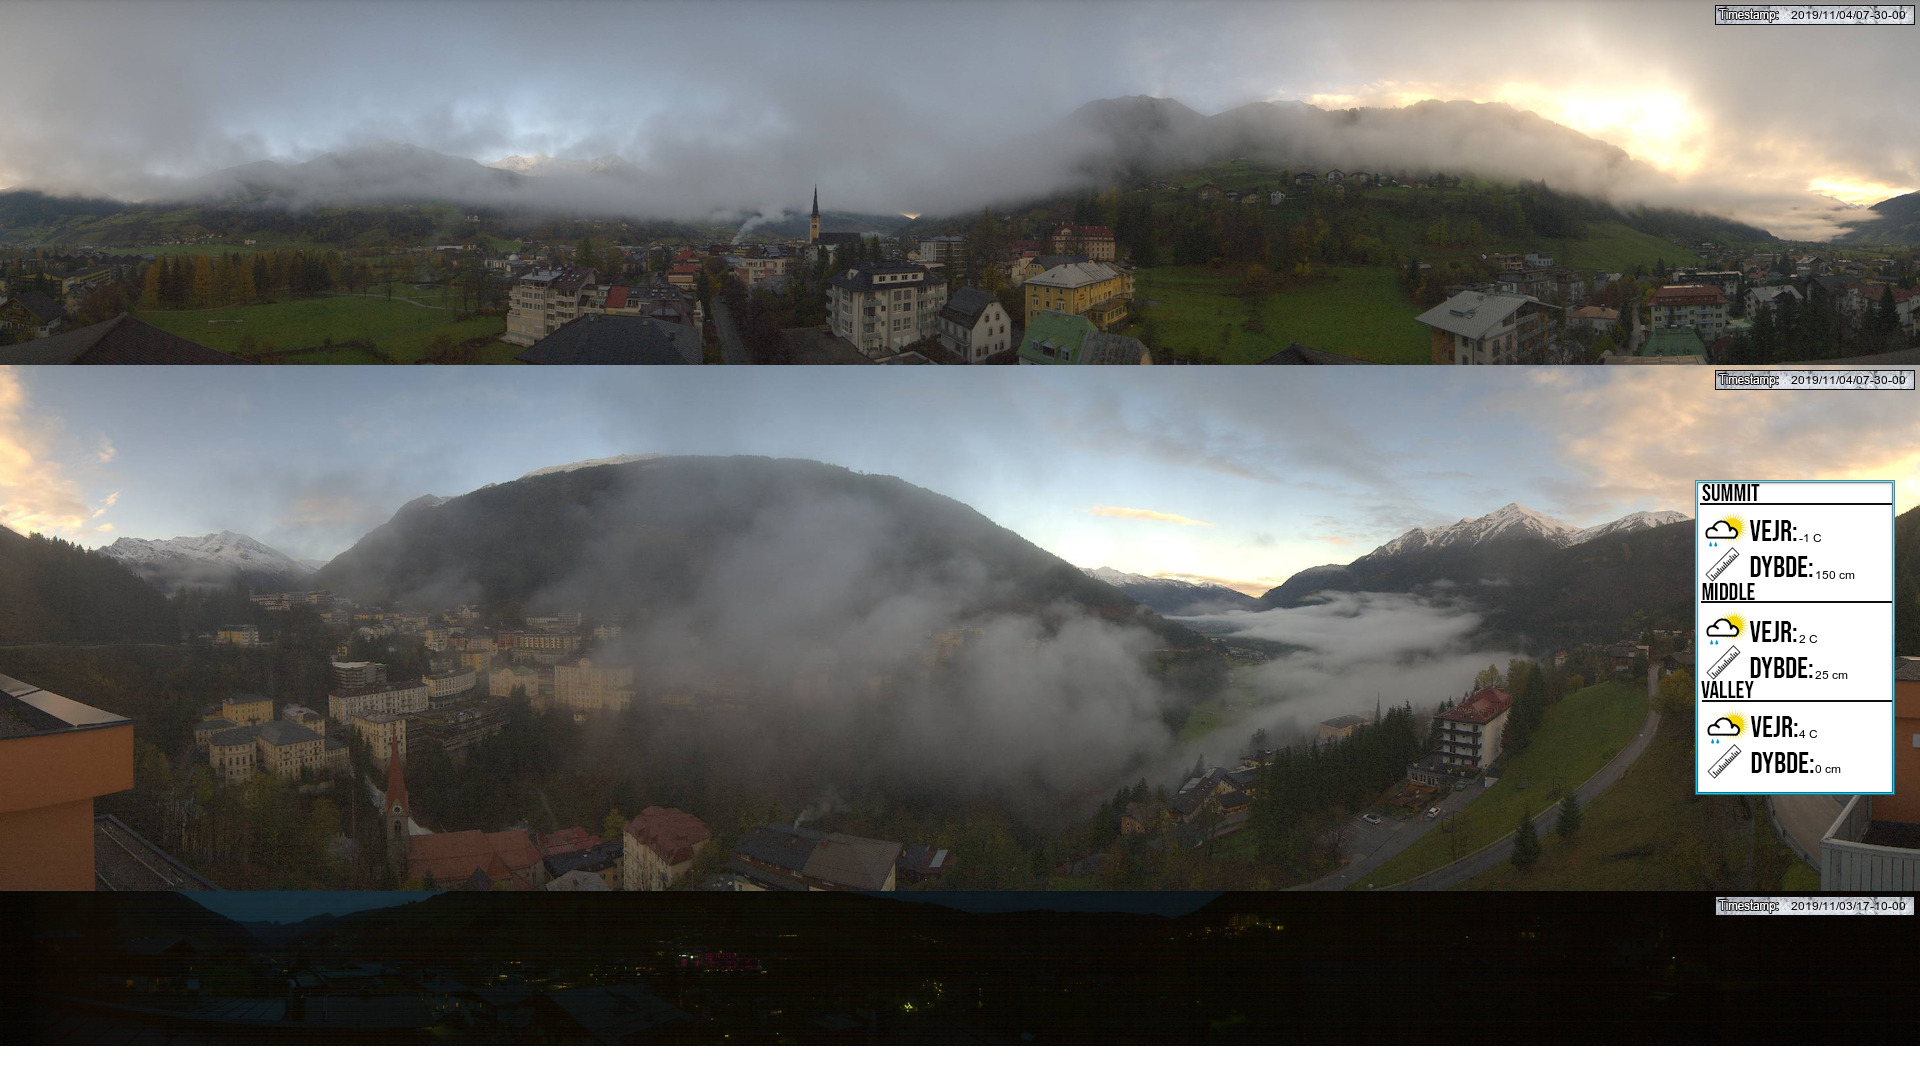 Timestamp: 2019/11/04/07-30-00
Timestamp: 2019/11/04/07-30-00
SUMMIT
VEJR: -1 C
DYBDE: 150 cm
MIDDLE
VEJR: 2 C
DYBDE: 25 cm
VALLEY
VEJR: 4 C
DYBDE: 0 cm
Timestamp: 2019/11/03/17-10-00